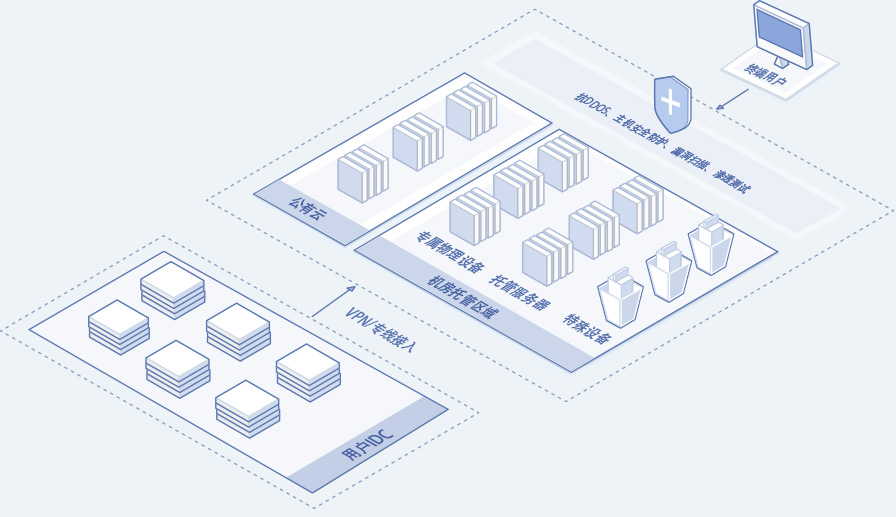 终端用户
抗DDOS、主机安全防护、漏洞扫描、渗透测试
公有云
专属物理设备
托管服务器
特殊设备
机房托管区域
VPN/专线接入
用户IDC